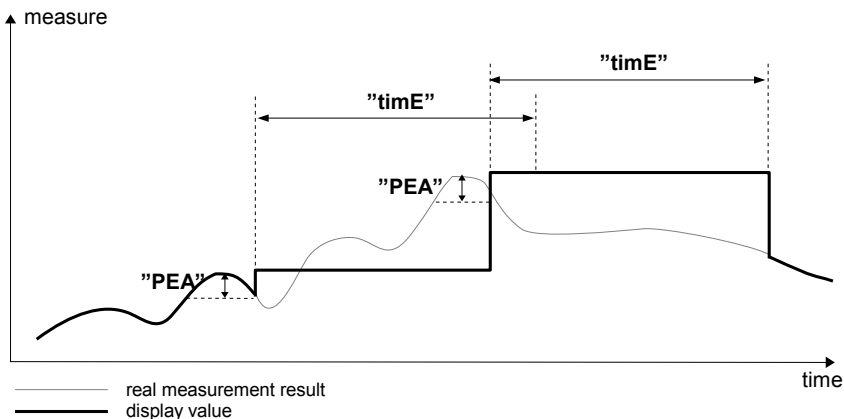 measure
”timE”
”timE”
”PEA”
”PEA”
time
real measurement result
display value